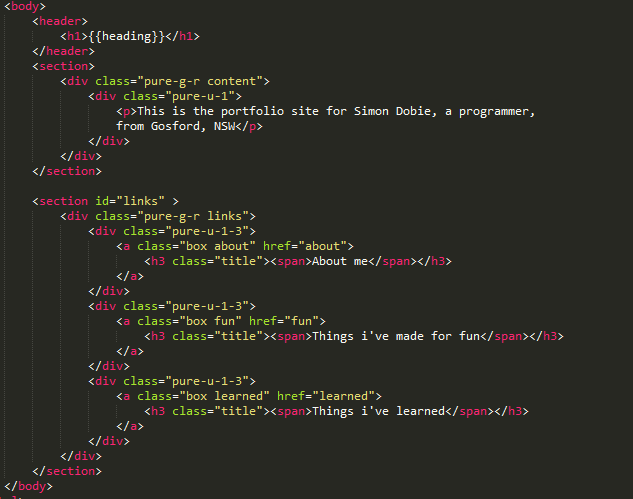 <body>
<header>
<h1>{{heading}}</h1>
</header>
<section>
<div class="pure-g-r content">
<div class="pure-u-1">
<p>This is the portfolio site for Simon Dobie, a programmer,
from Gosford, NSW</p>
</div>
</div>
</section>
<section id="links" >
<div class="pure-g-r links">
<div class="pure-u-1-3">
<a class="box about" href="about">
<h3 class="title"><span>About me</span></h3>
</a>
</div>
<div class="pure-u-1-3">
<a class="box fun" href="fun">
<h3 class="title"><span>Things i've made for fun</span></h3>
</a>
</div>
<div class="pure-u-1-3">
<a class="box learned" href="learned">
<h3 class="title"><span>Things i've learned</span></h3>
</a>
</div>
</div>
</section>
</body>